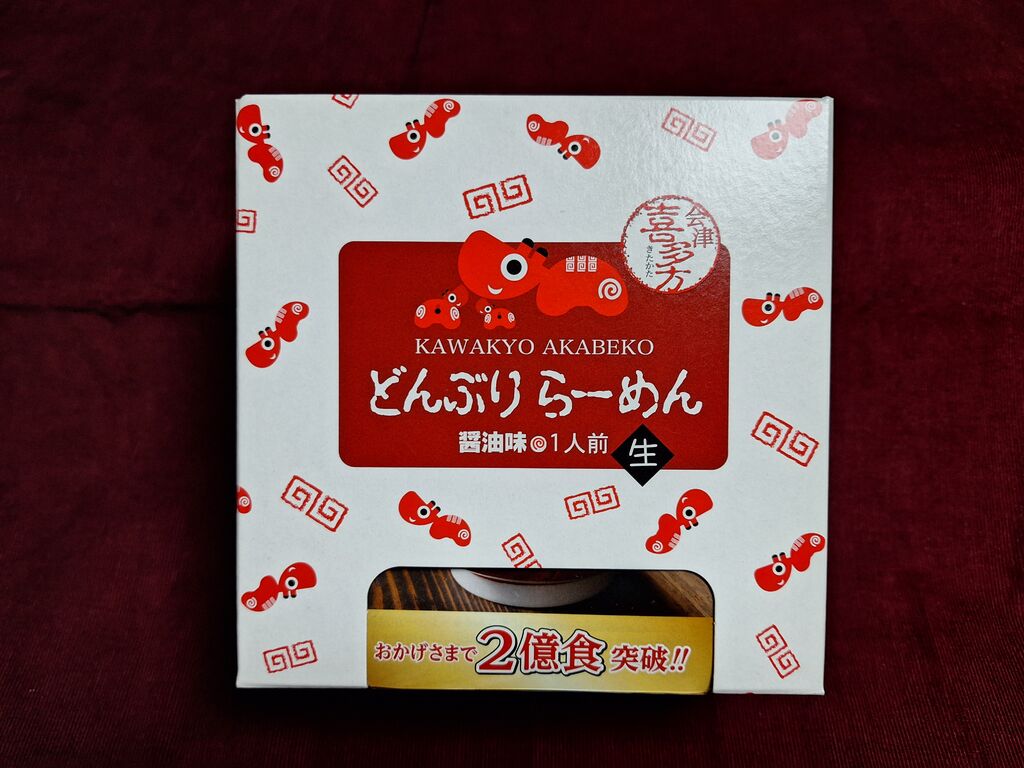 会津
喜多方
きたかた
KAWAKYO AKABEKO
どんぶりらーめん
醤油味 1人前
生
おかげさまで2億食突破!!